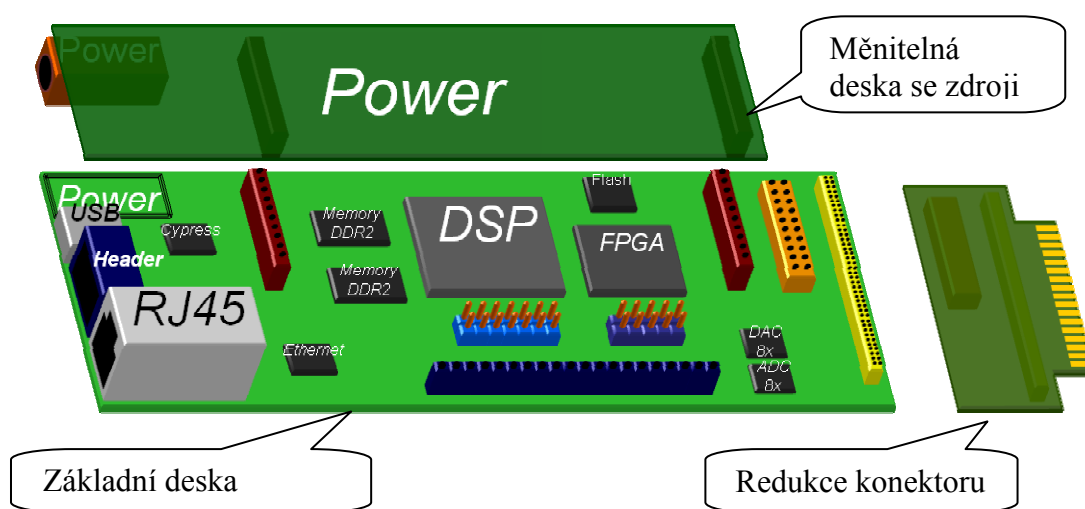 Power
Power
Měnitelná
deska se zdroji
Power
USB
Cypress
Header
RJ45
Ethernet
Memory
DDR2
Memory
DDR2
DSP
Flash
FPGA
DAC
8x
ADC
8x
Základní deska
Redukce konektoru